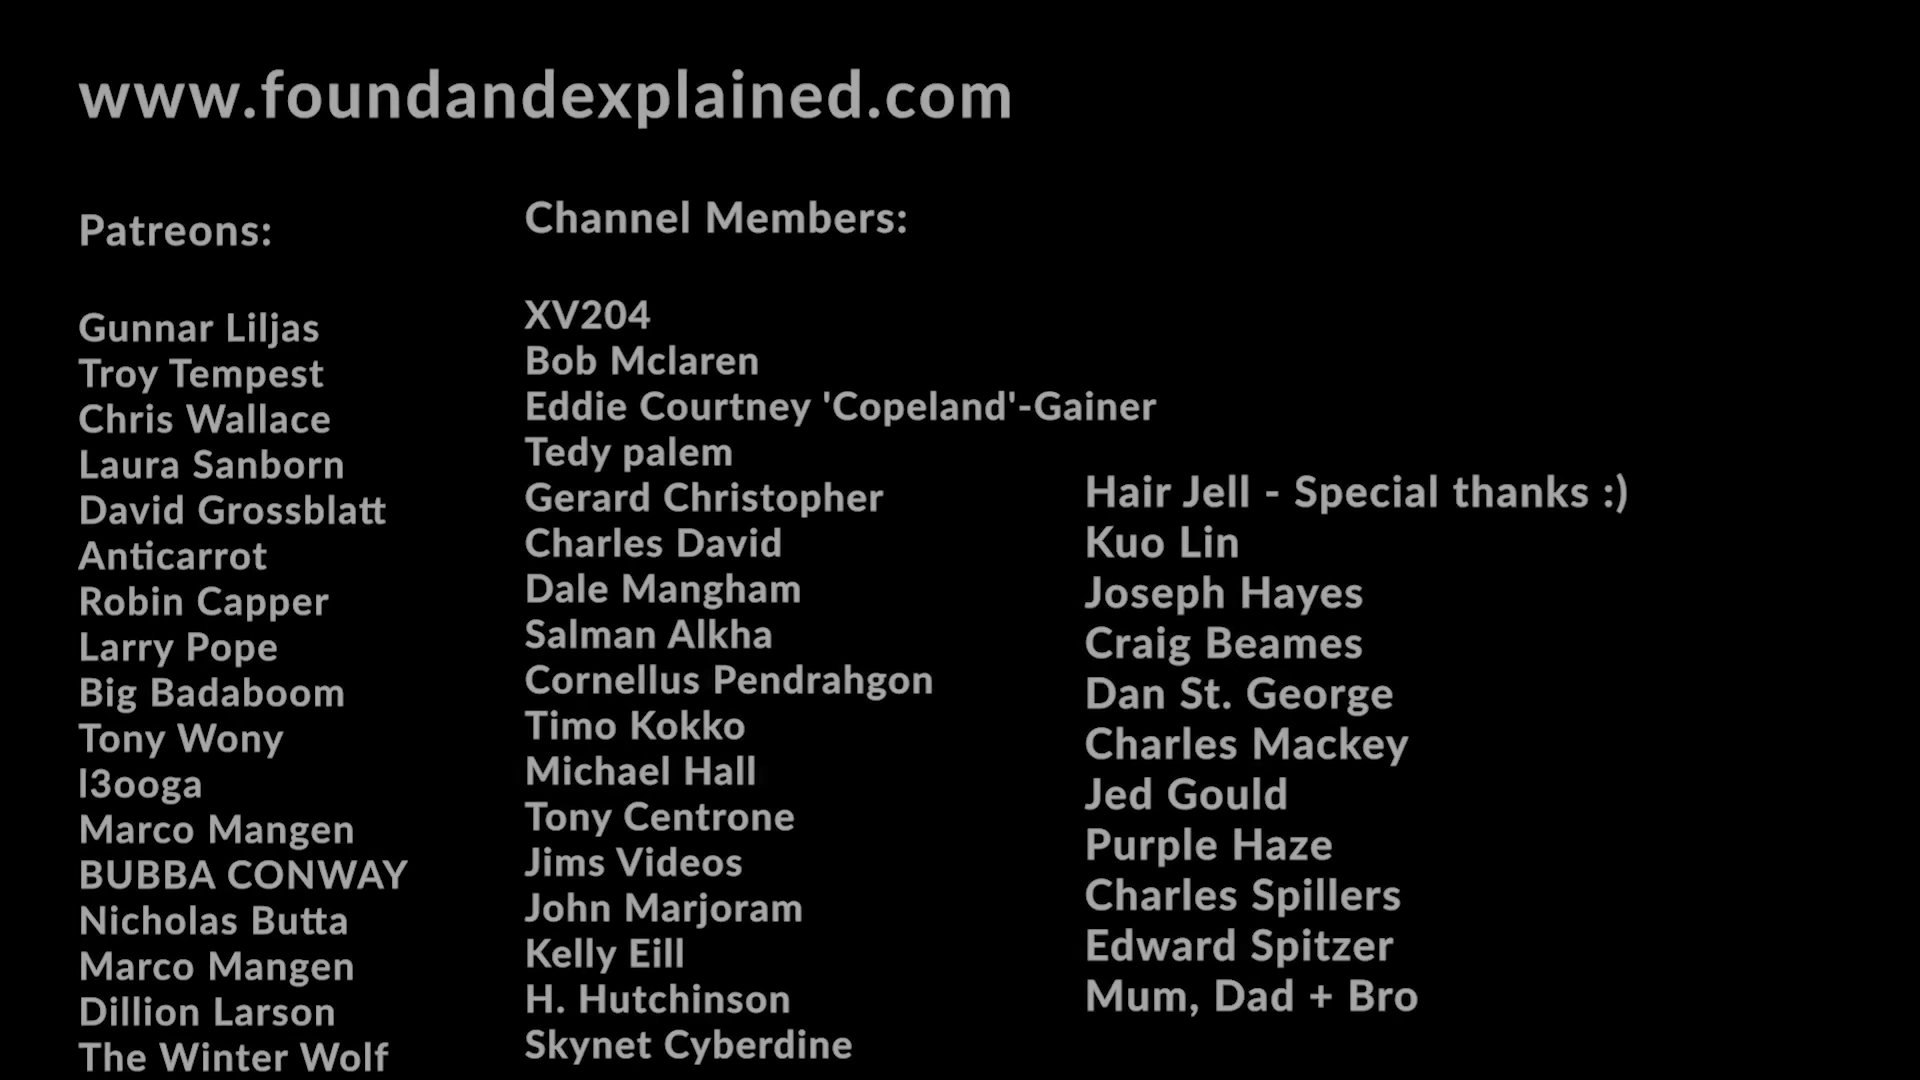 www.foundandexplained.com
Patreons:
Gunnar Liljas
Troy Tempest
Chris Wallace
Laura Sanborn
David Grossblatt
Anticarrot
Robin Capper
Larry Pope
Big Badaboom
Tony Wony
l3ooga
Marco Mangen
BUBBA CONWAY
Nicholas Butta
Marco Mangen
Dillion Larson
The Winter Wolf
Channel Members:
XV204
Bob Mclaren
Eddie Courtney 'Copeland'-Gainer
Tedy palem
Gerard Christopher
Charles David
Dale Mangham
Salman Alkha
Cornellus Pendrahgon
Timo Kokko
Michael Hall
Tony Centrone
Jims Videos
John Marjoram
Kelly Eill
H. Hutchinson
Skynet Cyberdine
Hair Jell - Special thanks :)
Kuo Lin
Joseph Hayes
Craig Beames
Dan St. George
Charles Mackey
Jed Gould
Purple Haze
Charles Spillers
Edward Spitzer
Mum, Dad + Bro